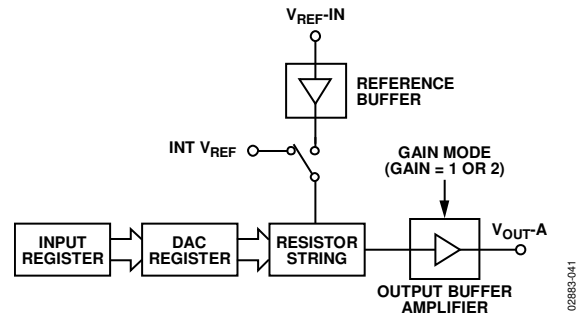 VREF-IN
REFERENCE
BUFFER
INT VREF
GAIN MODE
(GAIN = 1 OR 2)
INPUT
REGISTER
DAC
REGISTER
RESISTOR
STRING
VOUT-A
OUTPUT BUFFER
AMPLIFIER
02883-041